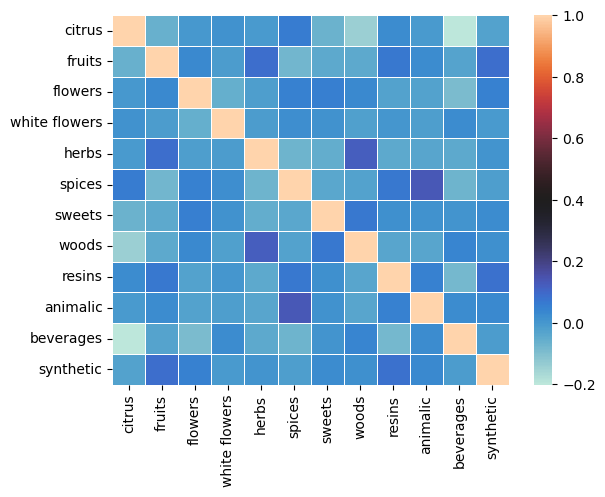 citrus
fruits
flowers
white flowers
herbs
spices
sweets
woods
resins
animalic
beverages
synthetic
citrus
fruits
flowers
white flowers
herbs
spices
sweets
woods
resins
animalic
beverages
synthetic
1.0
0.8
0.6
0.4
0.2
0.0
−0.2